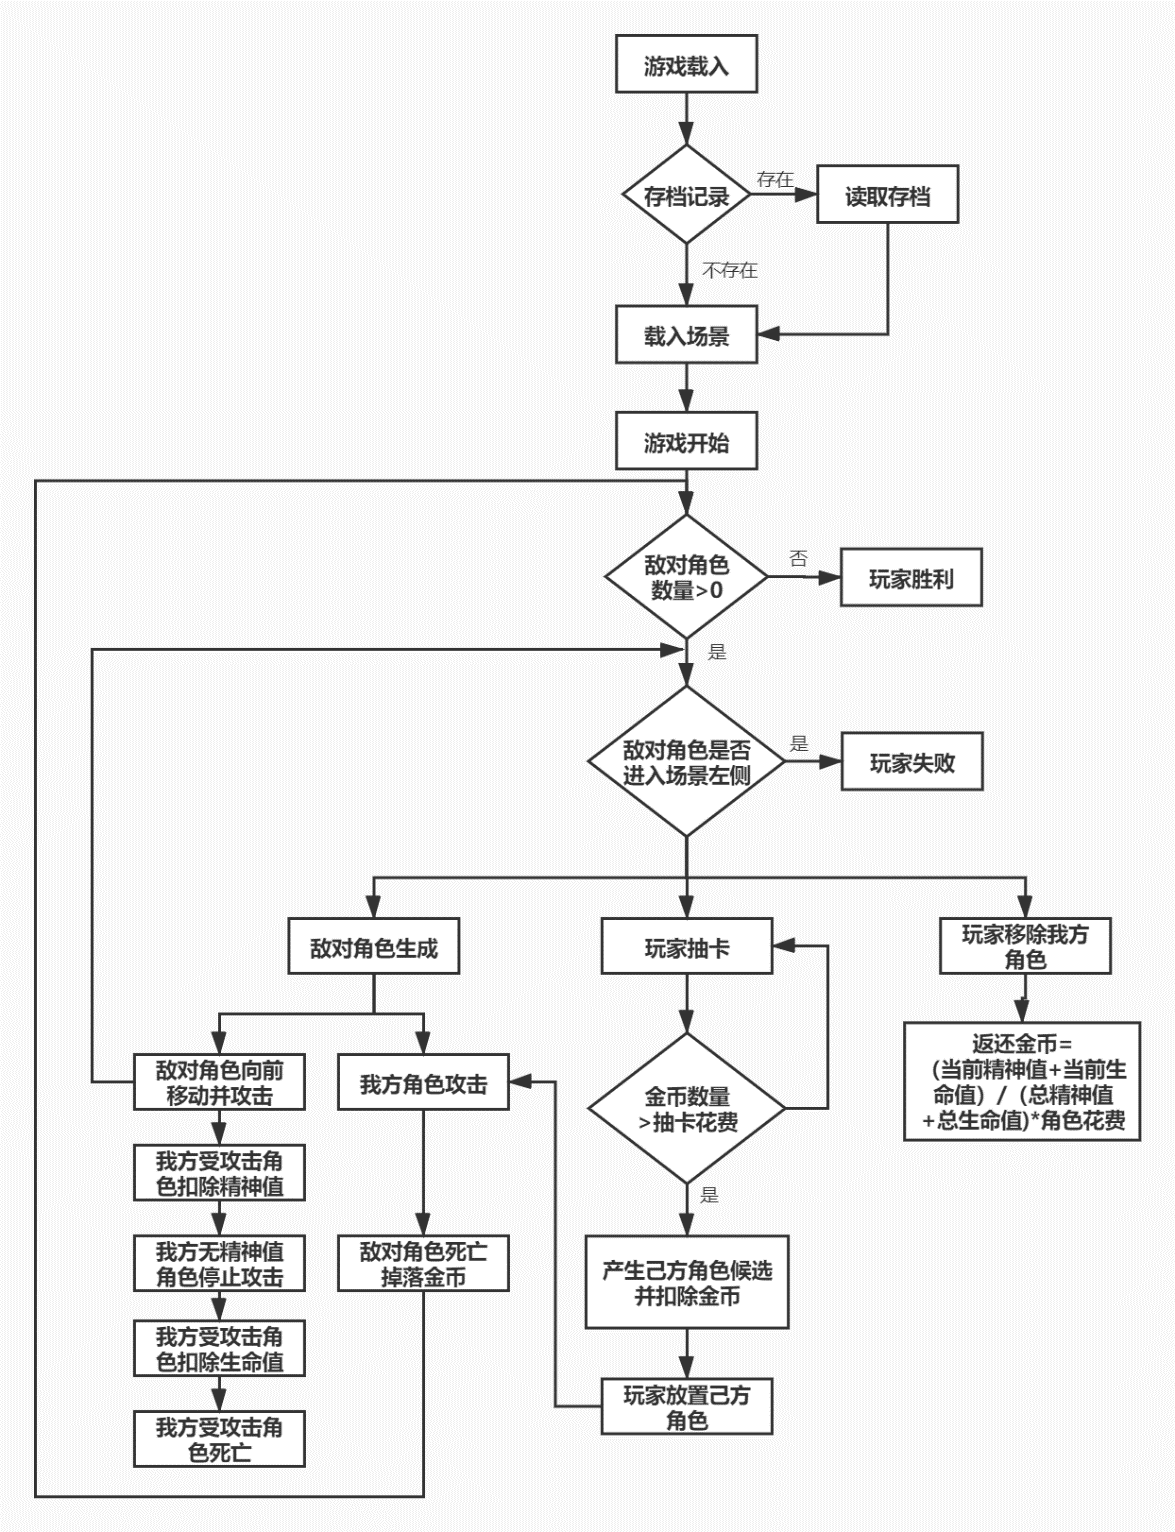 游戏载入
存档记录
存在
读取存档
不存在
载入场景
游戏开始
敌对角色
数量>0
否
玩家胜利
是
敌对角色是否
进入场景左侧
是
玩家失败
敌对角色生成
玩家抽卡
玩家移除我方
角色
敌对角色向前
移动并攻击
我方角色攻击
金币数量
>抽卡花费
返还金币=
(当前精神值+当前生
命值) / (总精神值
+总生命值)*角色花费
我方受攻击角
色扣除精神值
是
我方无精神值
角色停止攻击
敌对角色死亡
掉落金币
产生己方角色候选
并扣除金币
我方受攻击角
色扣除生命值
玩家放置己方
角色
我方受攻击角
色死亡